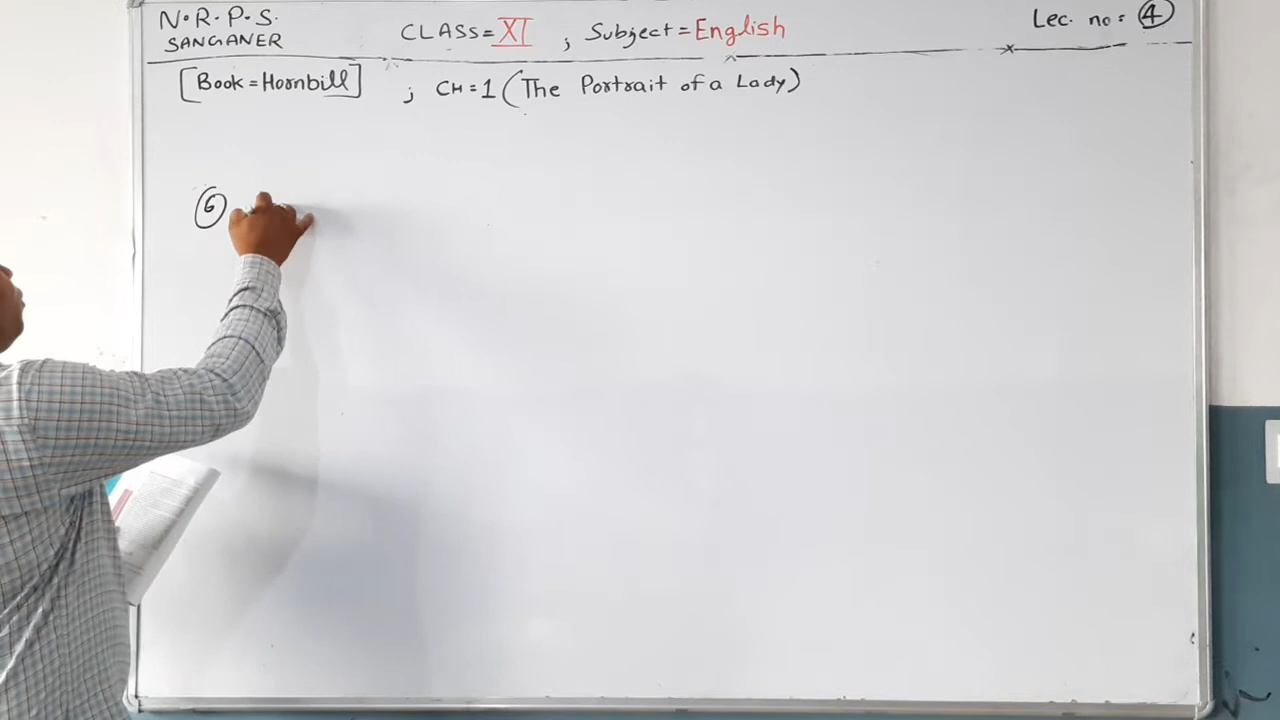 N.R.P.S. CLASS=XI ; Subject=English Lec. no: 4
SANGANER
[Book=Hornbill] ; CH=1 (The Portrait of a Lady)
6